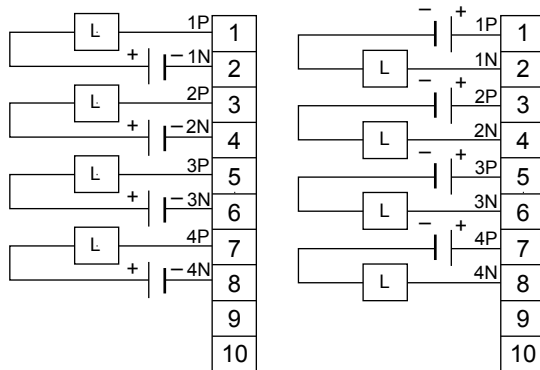 L 1P 1
+ − 1N 2
L 2P 3
+ − 2N 4
L 3P 5
+ − 3N 6
L 4P 7
+ − 4N 8
9
10
− + 1P 1
L 1N 2
− + 2P 3
L 2N 4
− + 3P 5
L 3N 6
− + 4P 7
L 4N 8
9
10